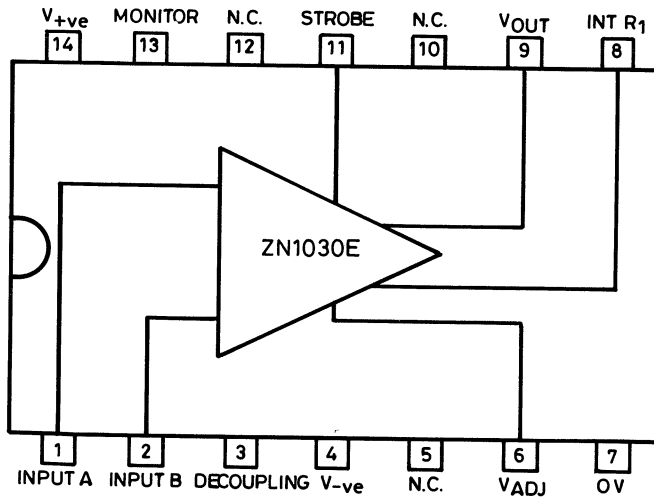 V+ve MONITOR N.C. STROBE N.C. VOUT INT R1
14 13 12 11 10 9 8
ZN1030E
1 2 3 4 5 6 7
INPUT A INPUT B DECOUPLING V-ve N.C. VADJ 0V